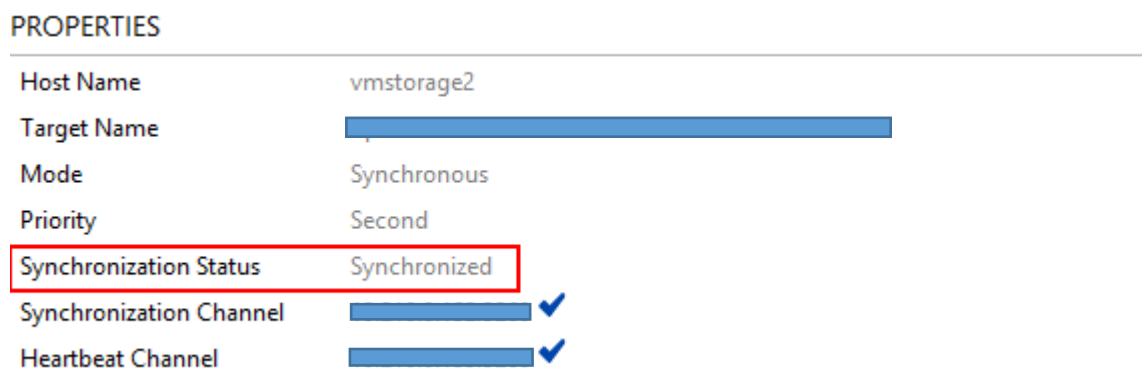 PROPERTIES
Host Name vmstorage2
Target Name
Mode Synchronous
Priority Second
Synchronization Status Synchronized
Synchronization Channel
Heartbeat Channel